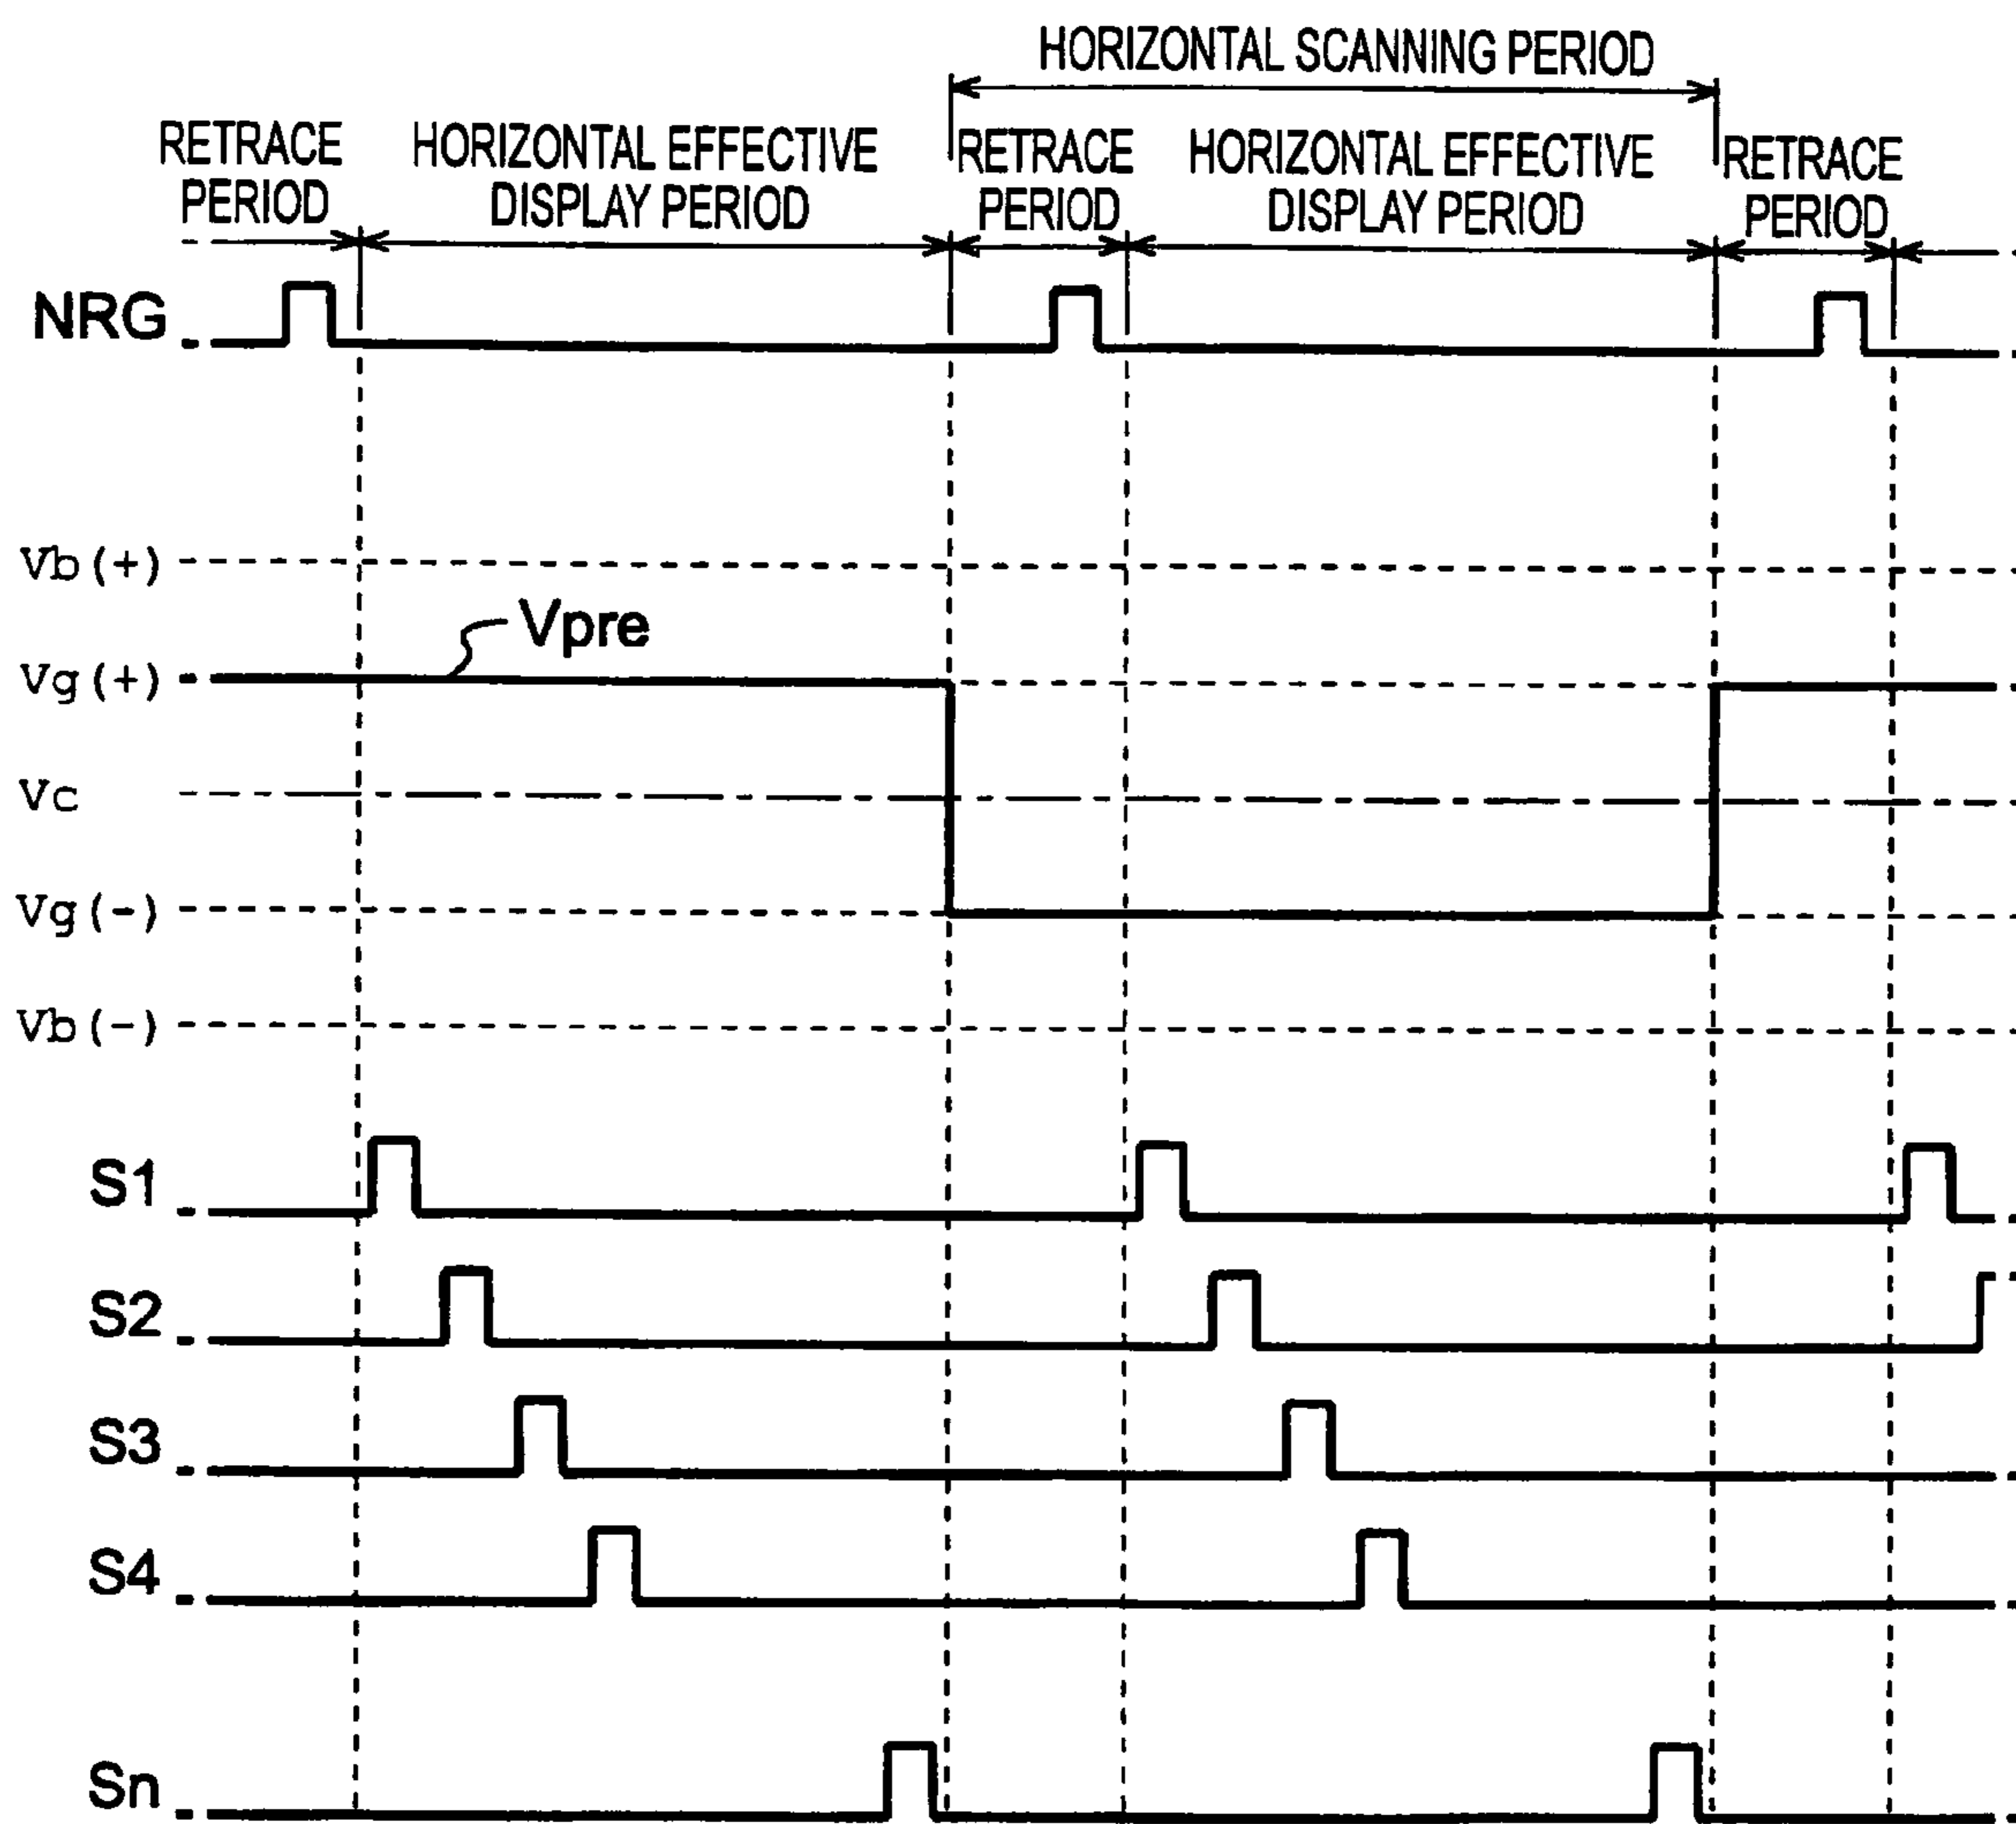 HORIZONTAL SCANNING PERIOD
RETRACE
PERIOD
HORIZONTAL EFFECTIVE
DISPLAY PERIOD
RETRACE
PERIOD
HORIZONTAL EFFECTIVE
DISPLAY PERIOD
RETRACE
PERIOD
NRG
Vb(+)
Vpre
Vg(+)
Vc
Vg(-)
Vb(-)
S1
S2
S3
S4
Sn